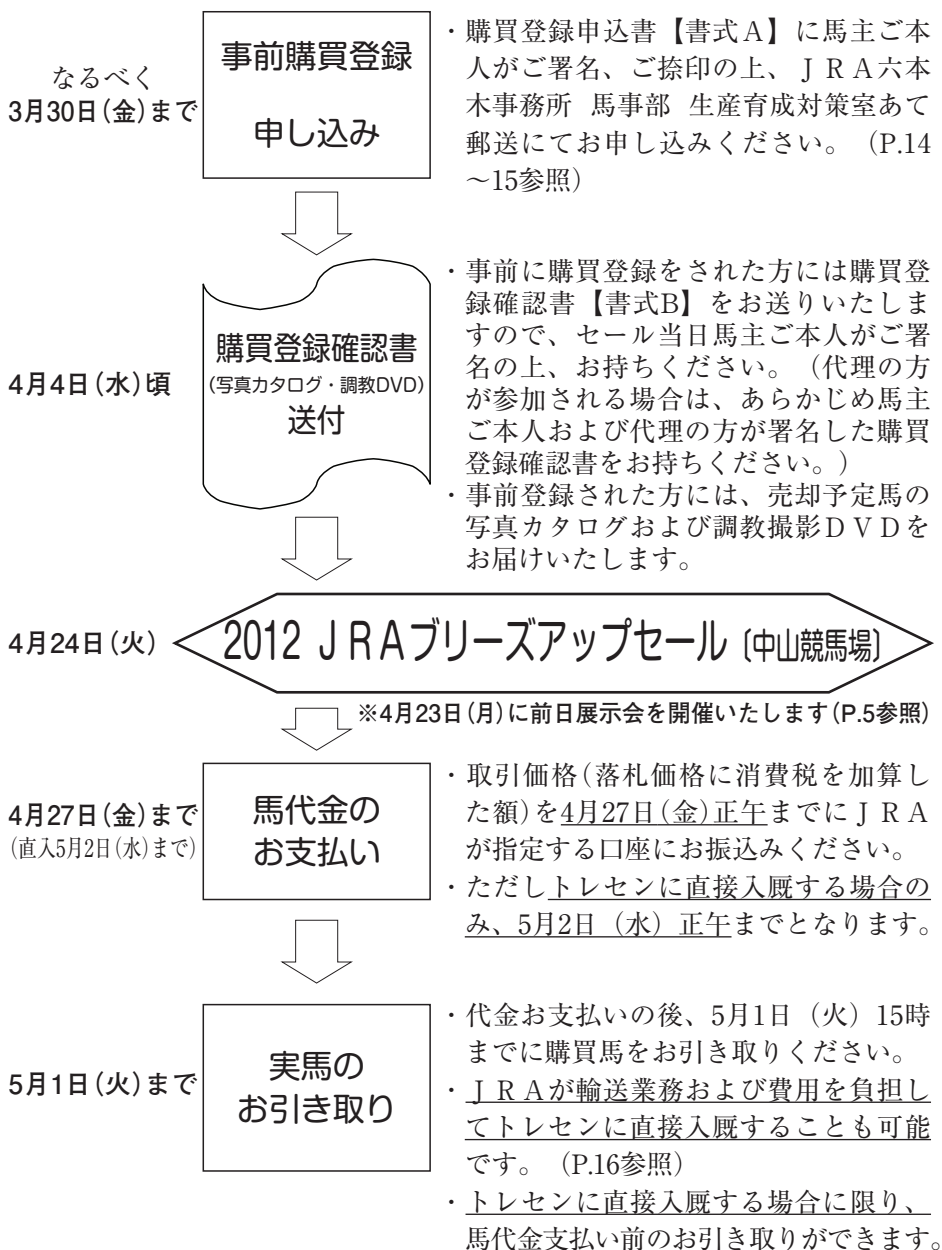 なるべく
3月30日(金)まで
事前購買登録
申し込み
・購買登録申込書【書式A】に馬主ご本
人がご署名、ご捺印の上、JRA六本
木事務所 馬事部 生産育成対策室あて
郵送にてお申し込みください。(P.14
～15参照)
4月4日(水)頃
購買登録確認書
(写真カタログ・調教DVD)
送付
・事前に購買登録をされた方には購買登
録確認書【書式B】をお送りいたしま
すので、セール当日馬主ご本人がご署
名の上、お持ちください。(代理の方
が参加される場合は、あらかじめ馬主
ご本人および代理の方が署名した購買
登録確認書をお持ちください。)
・事前登録された方には、売却予定馬の
写真カタログおよび調教撮影DVDを
お届けいたします。
4月24日(火)
2012 JRAブリーズアップセール〔中山競馬場〕
※4月23日(月)に前日展示会を開催いたします(P.5参照)
4月27日(金)まで
(直入5月2日(水)まで)
馬代金の
お支払い
・取引価格(落札価格に消費税を加算し
た額)を4月27日(金)正午までにJRA
が指定する口座にお振込みください。
・ただしトレセンに直接入厩する場合の
み、5月2日(水)正午までとなります。
5月1日(火)まで
実馬の
お引き取り
・代金お支払いの後、5月1日(火)15時
までに購買馬をお引き取りください。
・JRAが輸送業務および費用を負担し
てトレセンに直接入厩することも可能
です。(P.16参照)
・トレセンに直接入厩する場合に限り、
馬代金支払い前のお引き取りができます。